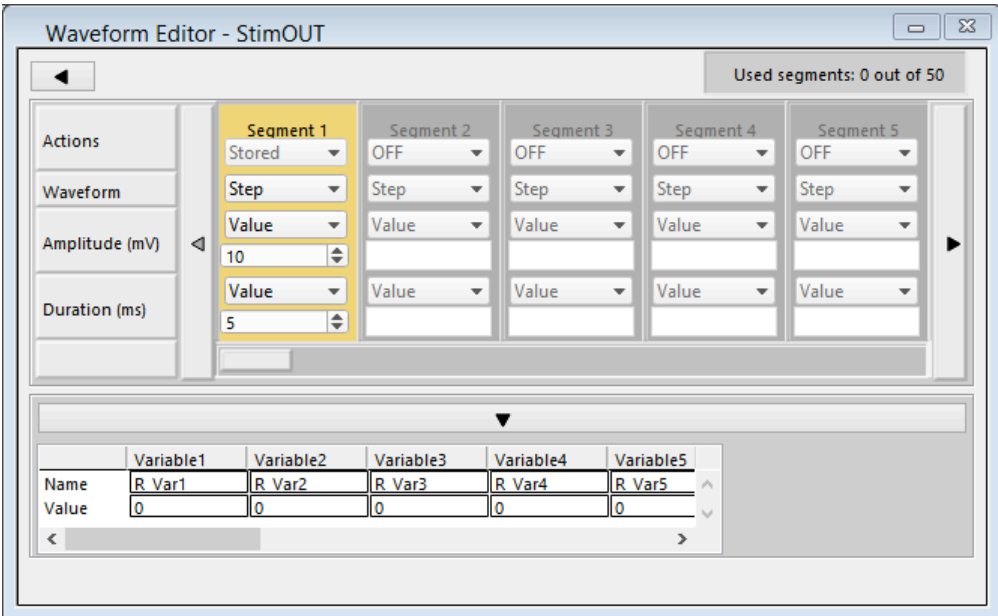 Waveform Editor - StimOUT
Used segments: 0 out of 50
Actions
Segment 1 Segment 2 Segment 3 Segment 4 Segment 5
Stored OFF OFF OFF OFF
Waveform Step Step Step Step Step
Amplitude (mV) Value Value Value Value Value
10
Duration (ms) Value Value Value Value Value
5
Variable1 Variable2 Variable3 Variable4 Variable5
Name R_Var1 R_Var2 R_Var3 R_Var4 R_Var5
Value 0 0 0 0 0